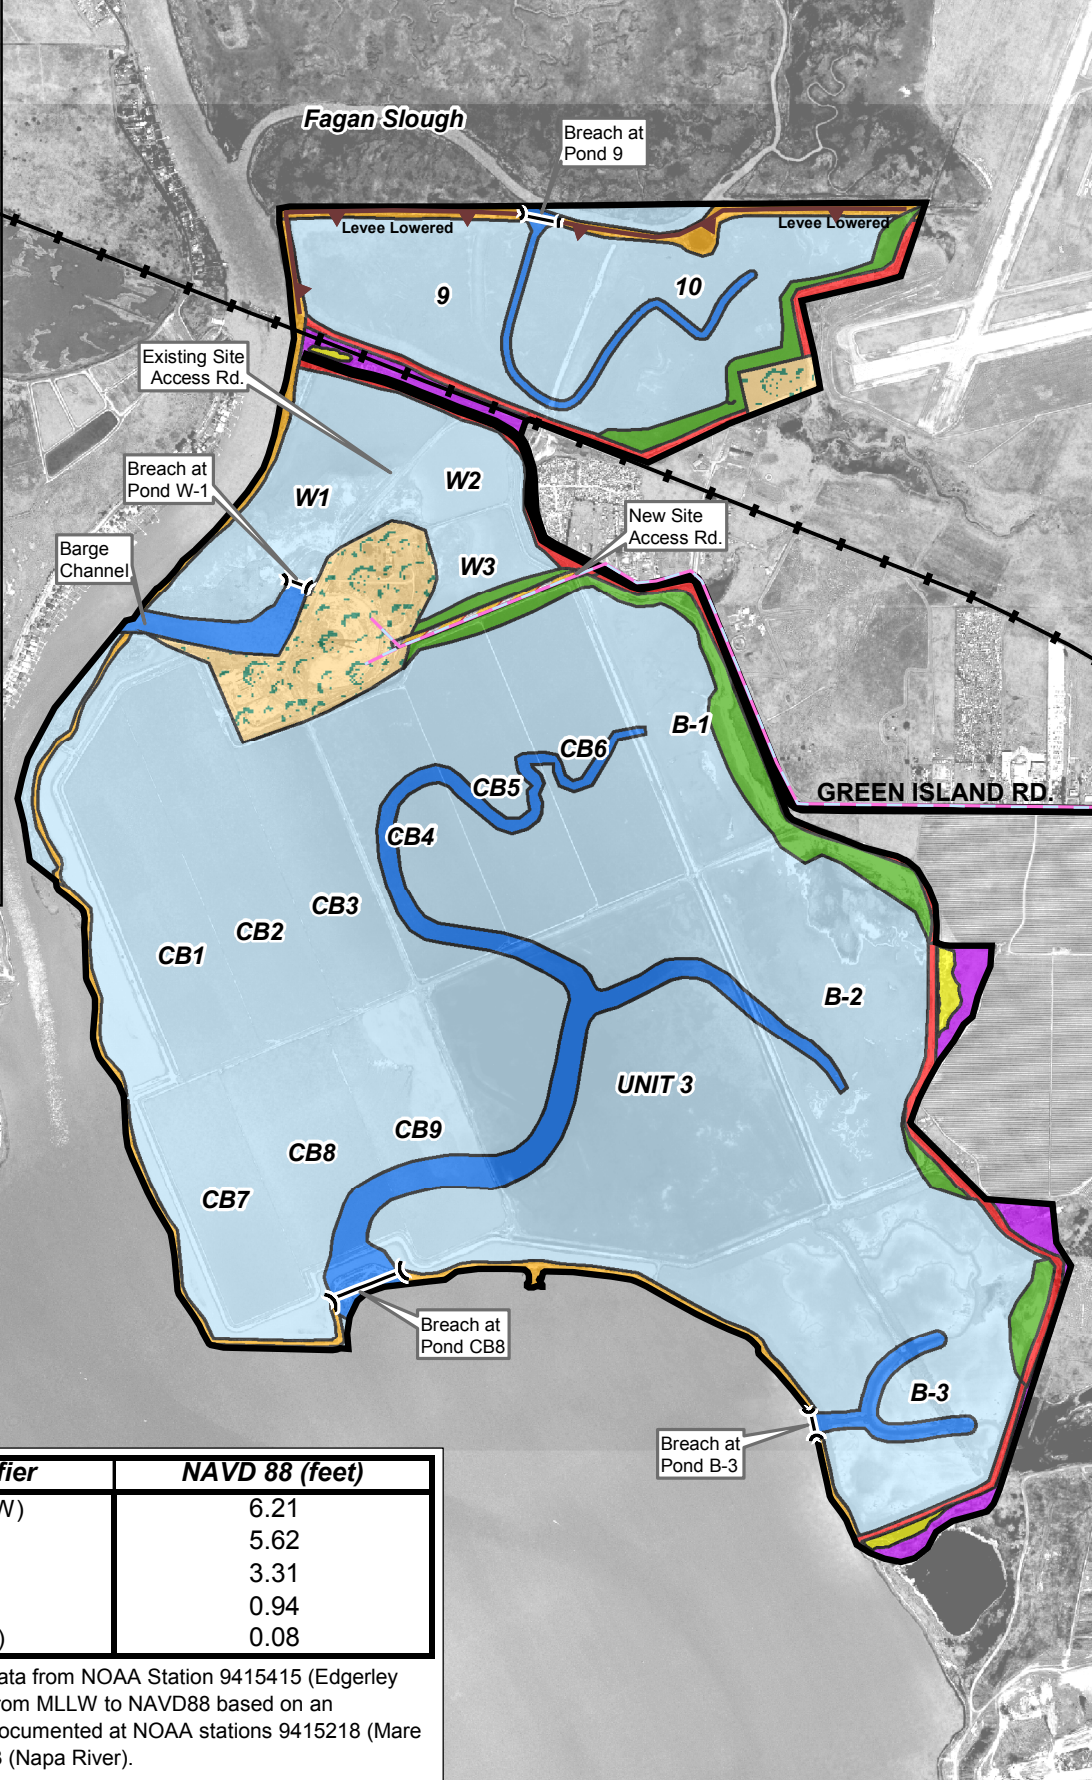 Fagan Slough
Breach at
Pond 9
Levee Lowered
Levee Lowered
9
10
Existing Site
Access Rd.
W1
W2
Breach at
Pond W-1
New Site
Access Rd.
Barge
Channel
W3
B-1
CB6
CB5
GREEN ISLAND RD.
CB4
CB3
CB2
CB1
B-2
UNIT 3
CB9
CB8
CB7
Breach at
Pond CB8
B-3
Breach at
Pond B-3
fier NAVD 88 (feet)
W) 6.21
5.62
3.31
0.94
) 0.08
ata from NOAA Station 9415415 (Edgerley
rom MLLW to NAVD88 based on an
ocumented at NOAA stations 9415218 (Mare
(Napa River).